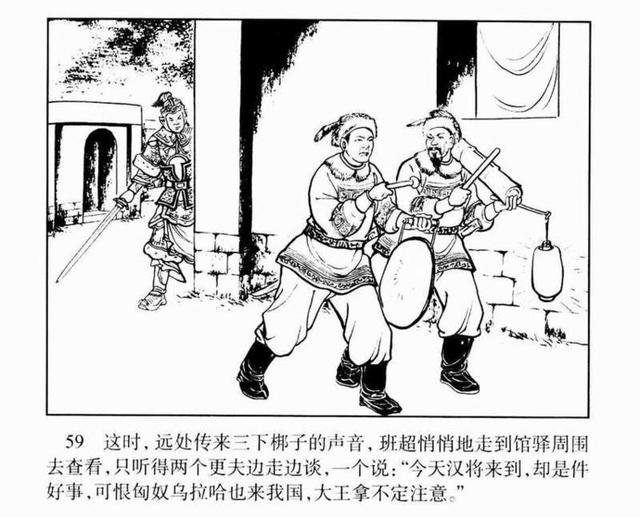 59 这时，远处传来三下梆子的声音，班超悄悄地走到馆驿周围
去查看，只听得两个更夫边走边谈，一个说：“今天汉将来到，却是件
好事，可恨匈奴乌拉哈也来我国，大王拿不定注意。”